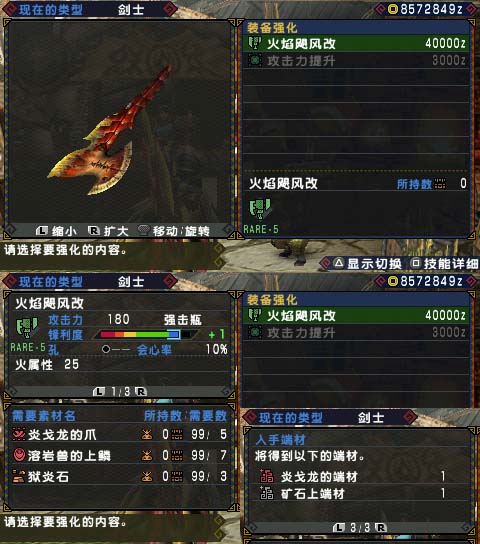 现在的类型 剑士
8572849z
装备强化
火焰飓风改 40000z
攻击力提升 3000z
火焰飓风改 所持数 0
RARE-5
L 缩小 R 扩大 移动/旋转
请选择要强化的内容。
△显示切换 □技能详细
现在的类型 剑士
8572849z
火焰飓风改
攻击力 180 强击瓶
锋利度 +1
RARE-5 孔 ●−− 会心率 10%
火属性 25
L 1/3 R
装备强化
火焰飓风改 40000z
攻击力提升 3000z
需要素材名 所持数/需要数
炎戈龙的爪 0 99/ 5
溶岩兽的上鳞 0 99/ 7
狱炎石 0 99/ 3
请选择要强化的内容。
现在的类型 剑士
入手端材
将得到以下的端材。
炎戈龙的端材 1
矿石上端材 1
L 3/3 R